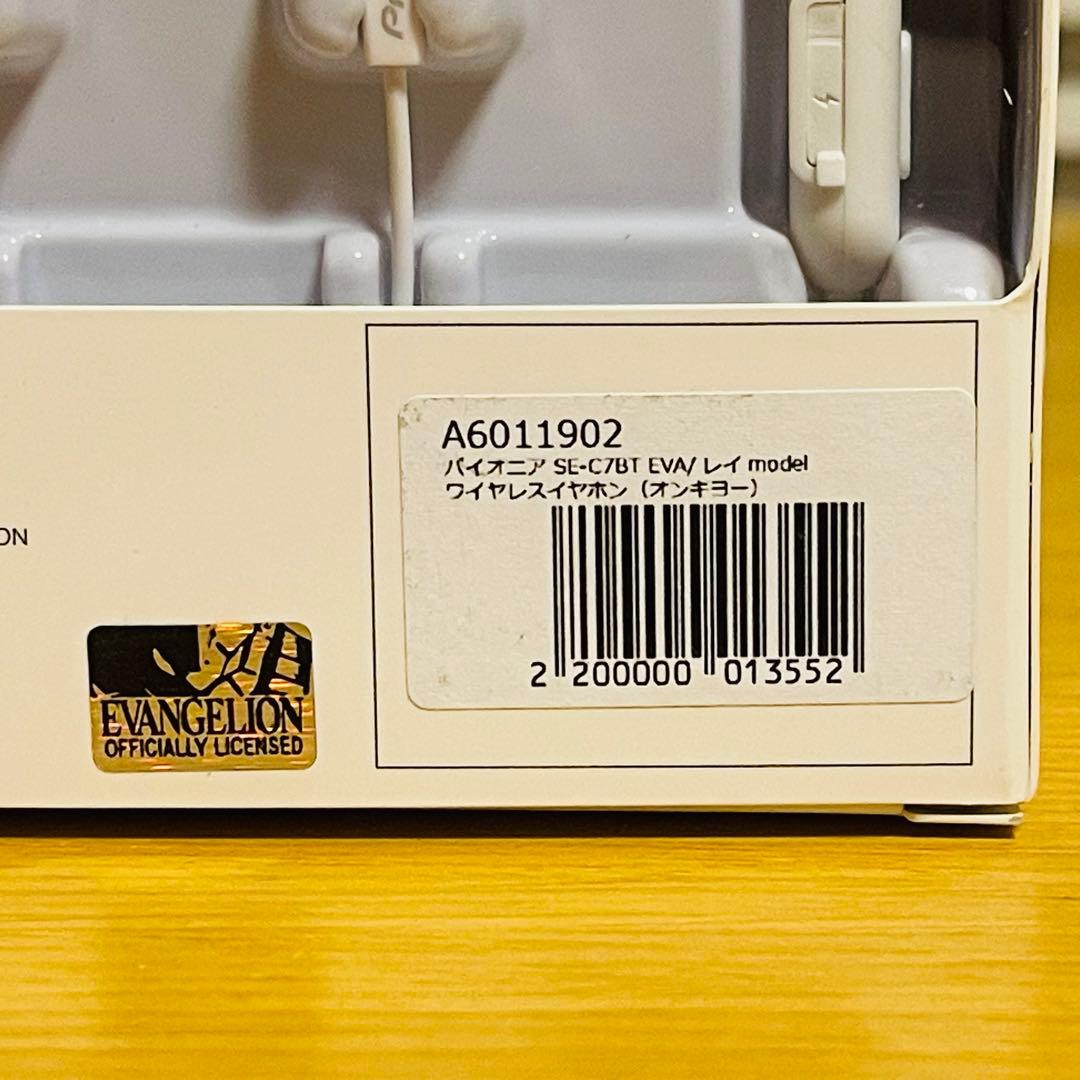 A6011902
パイオニア SE-C7BT EVA/ レイ model
ワイヤレスイヤホン（オンキヨー）
2 200000 013552
EVANGELION
OFFICIALLY LICENSED